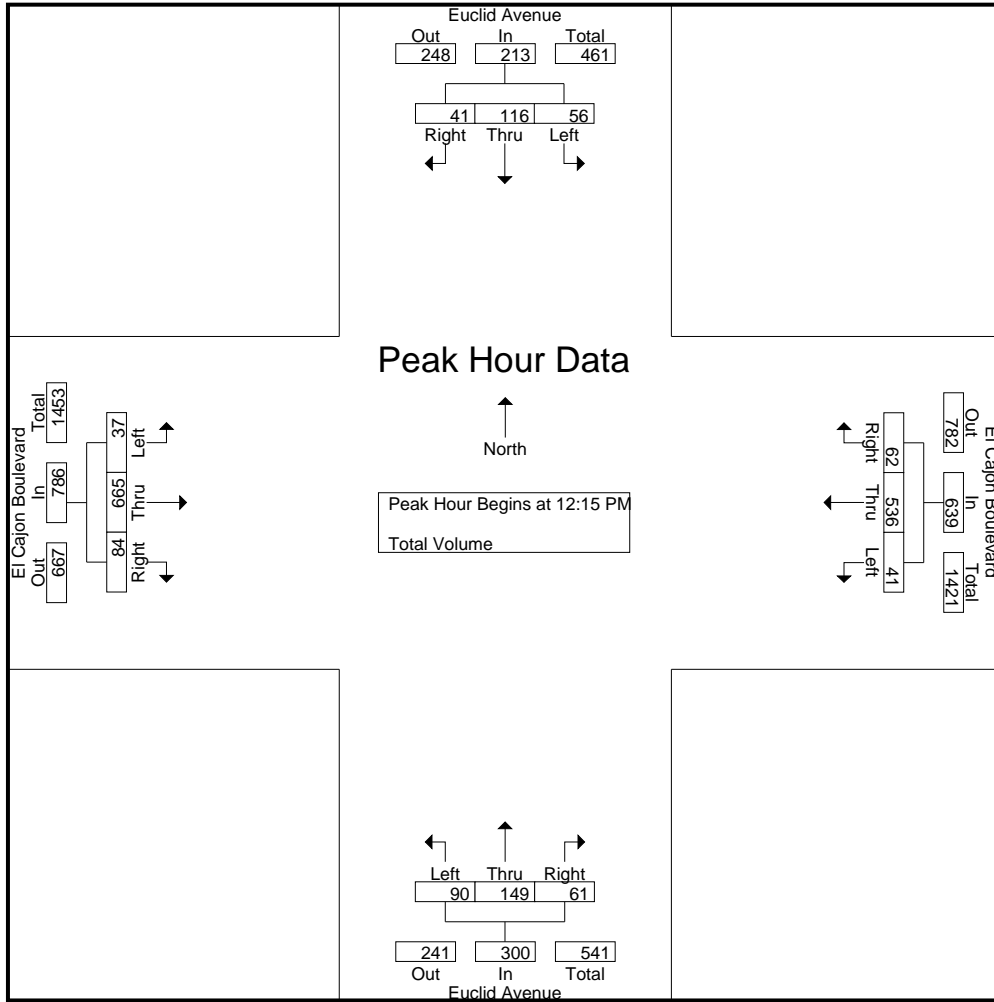 Euclid Avenue
Out In Total
248 213 461
41 116 56
Right Thru Left
Peak Hour Data
North
Peak Hour Begins at 12:15 PM
Total Volume
El Cajon Boulevard
Out In Total
667 786 1453
84 665 37
Right Thru Left
El Cajon Boulevard
Out In Total
782 639 1421
62 536 41
Right Thru Left
Left Thru Right
90 149 61
241 300 541
Out In Total
Euclid Avenue